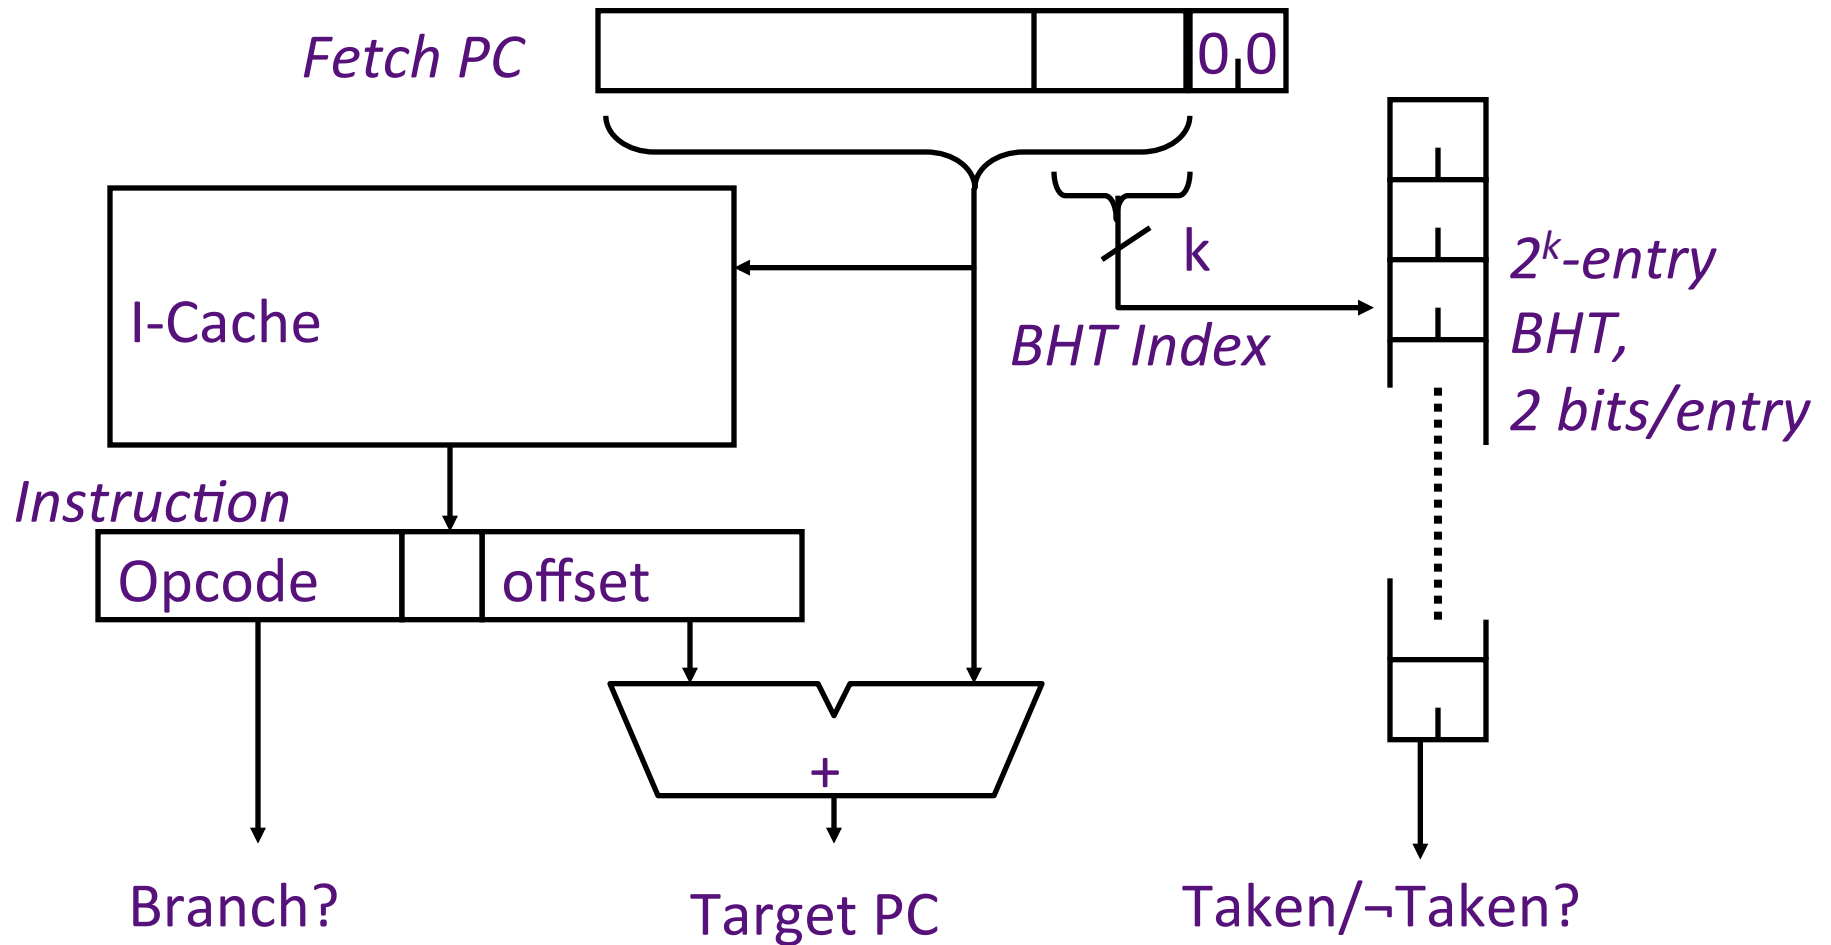 Fetch PC
0 0
k
I-Cache
2^k-entry
BHT,
2 bits/entry
BHT Index
Instruction
Opcode
offset
+
Branch?
Target PC
Taken/¬Taken?